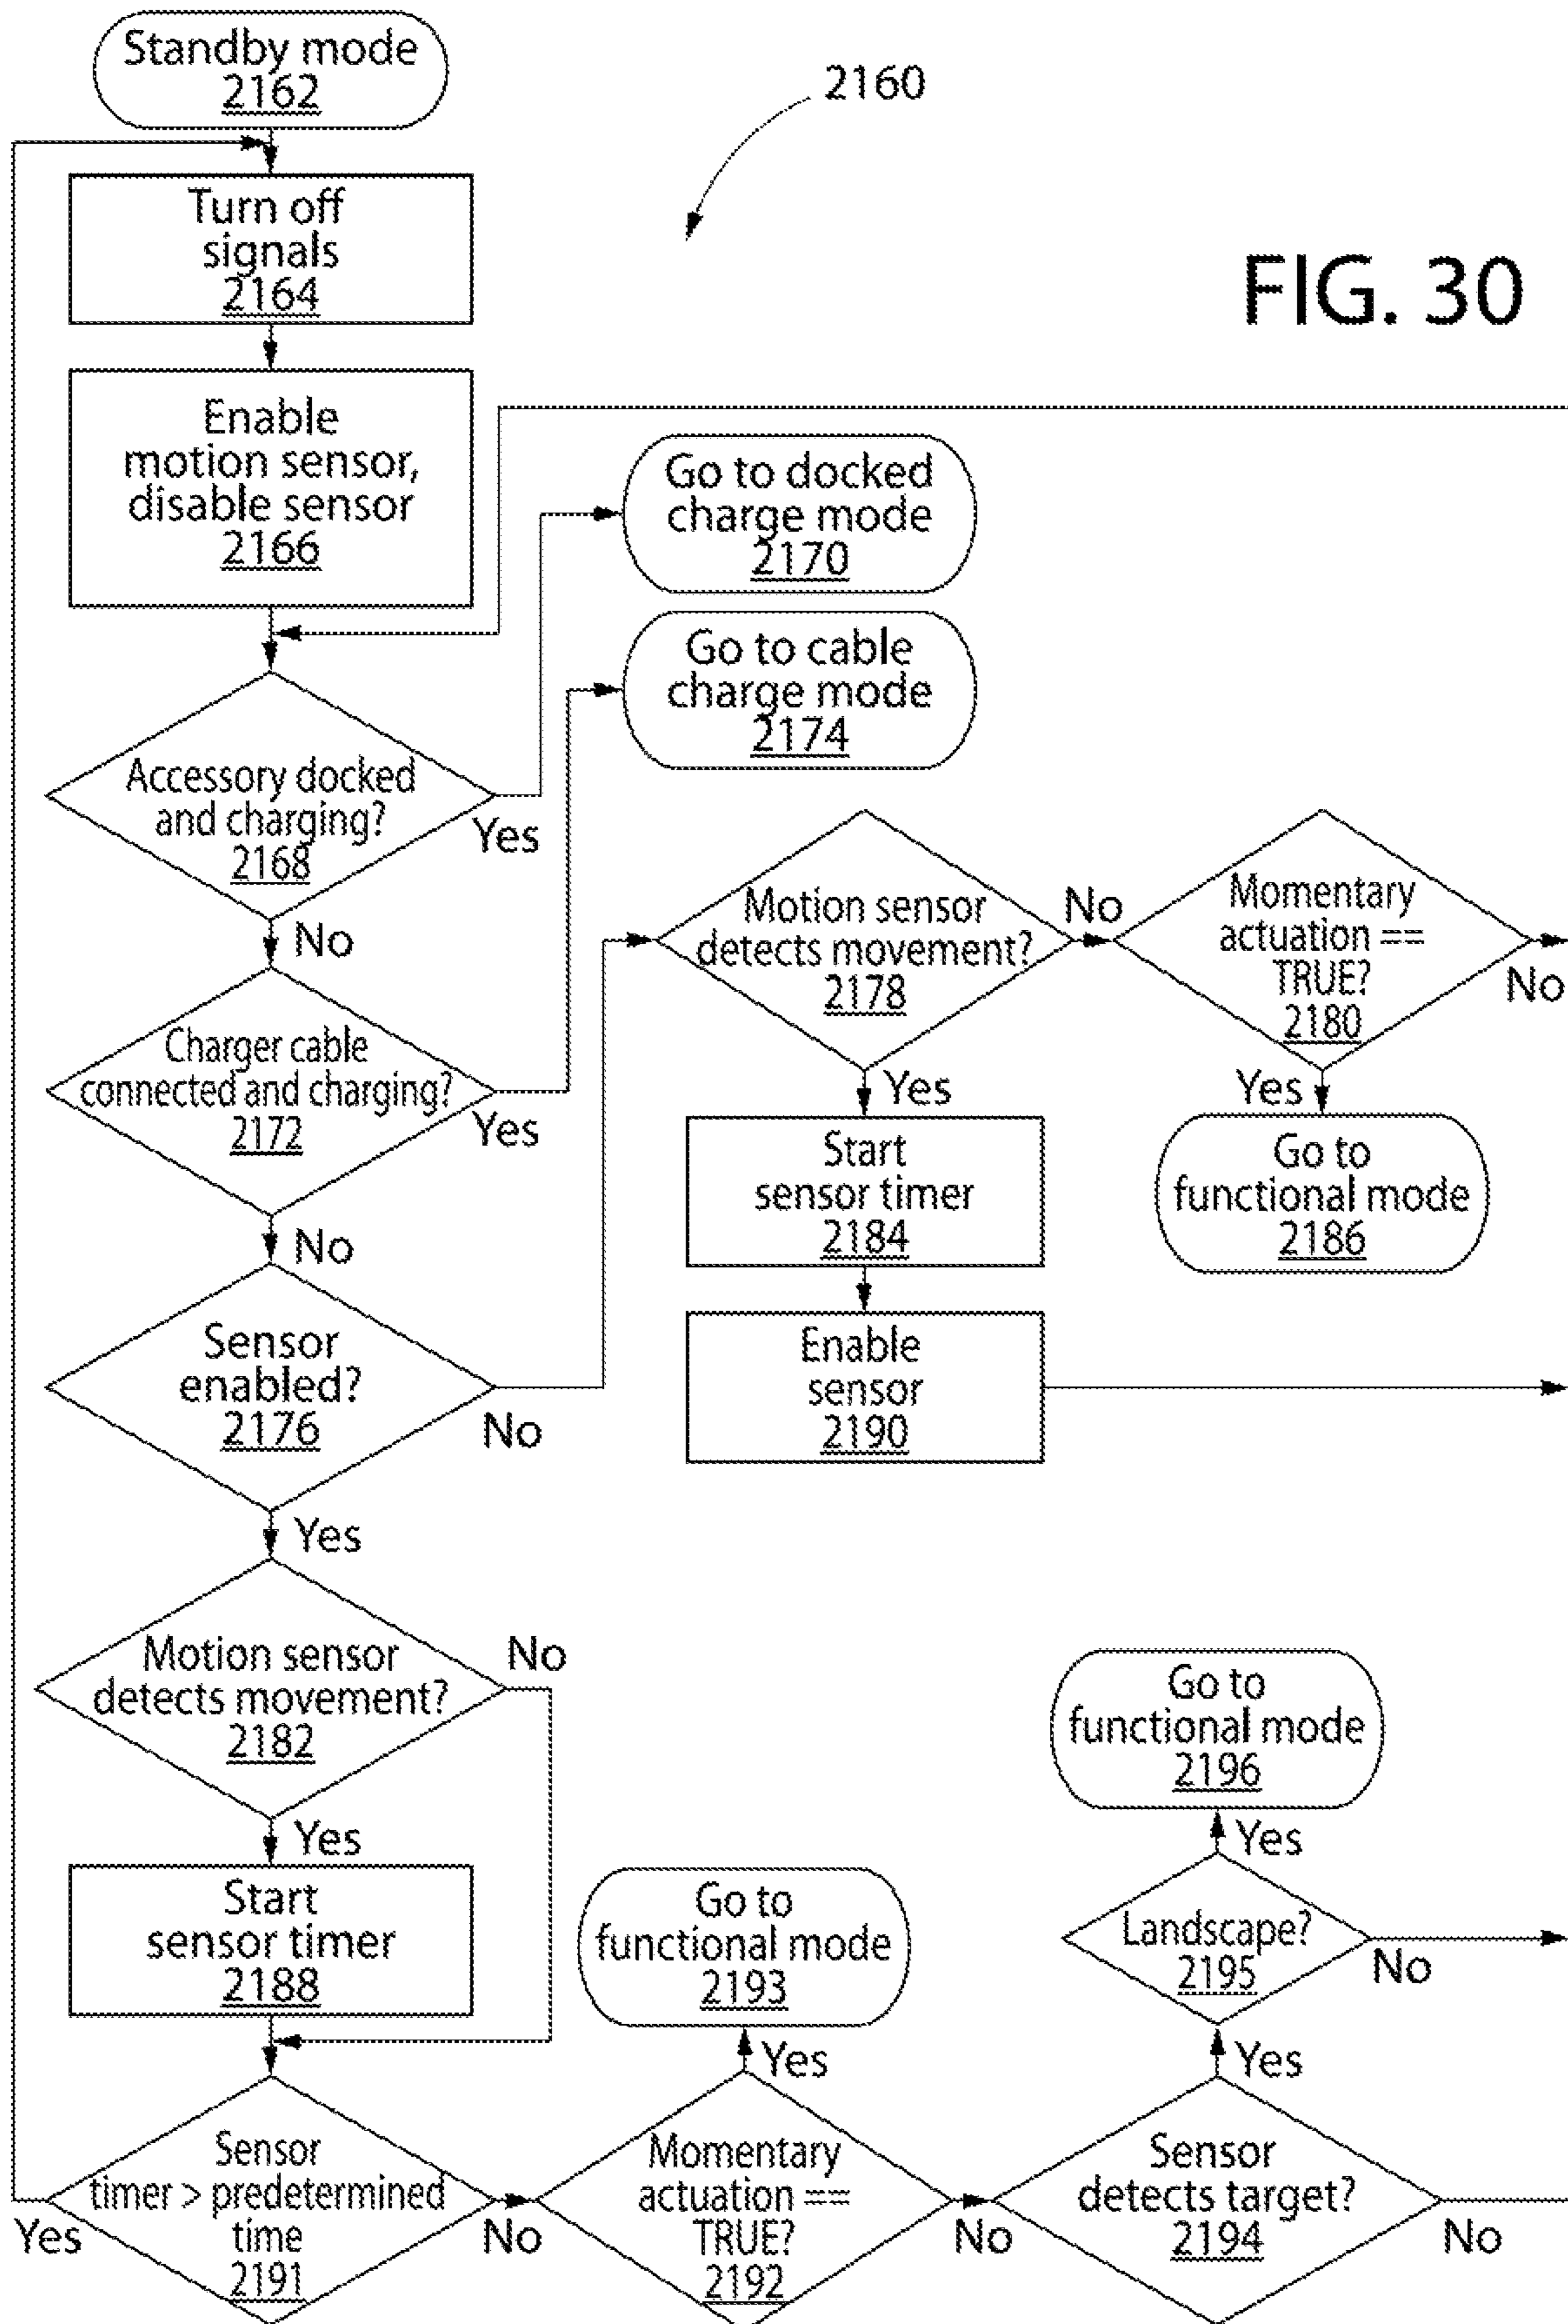 Standby mode
2162
2160
Turn off
signals
2164
FIG. 30
Enable
motion sensor,
disable sensor
2166
Go to docked
charge mode
2170
Go to cable
charge mode
2174
Accessory docked
and charging?
2168
Yes
No
Charger cable
connected and charging?
2172
Yes
No
Motion sensor
detects movement?
2178
No
Yes
Momentary
actuation ==
TRUE?
2180
No
Yes
Start
sensor timer
2184
Go to
functional mode
2186
Enable
sensor
2190
Sensor
enabled?
2176
No
Yes
Motion sensor
detects movement?
2182
No
Yes
Start
sensor timer
2188
Go to
functional mode
2193
Yes
Go to
functional mode
2196
Yes
Landscape?
2195
No
Yes
Sensor
timer > predetermined
time
2191
Yes
No
Momentary
actuation ==
TRUE?
2192
No
Sensor
detects target?
2194
No